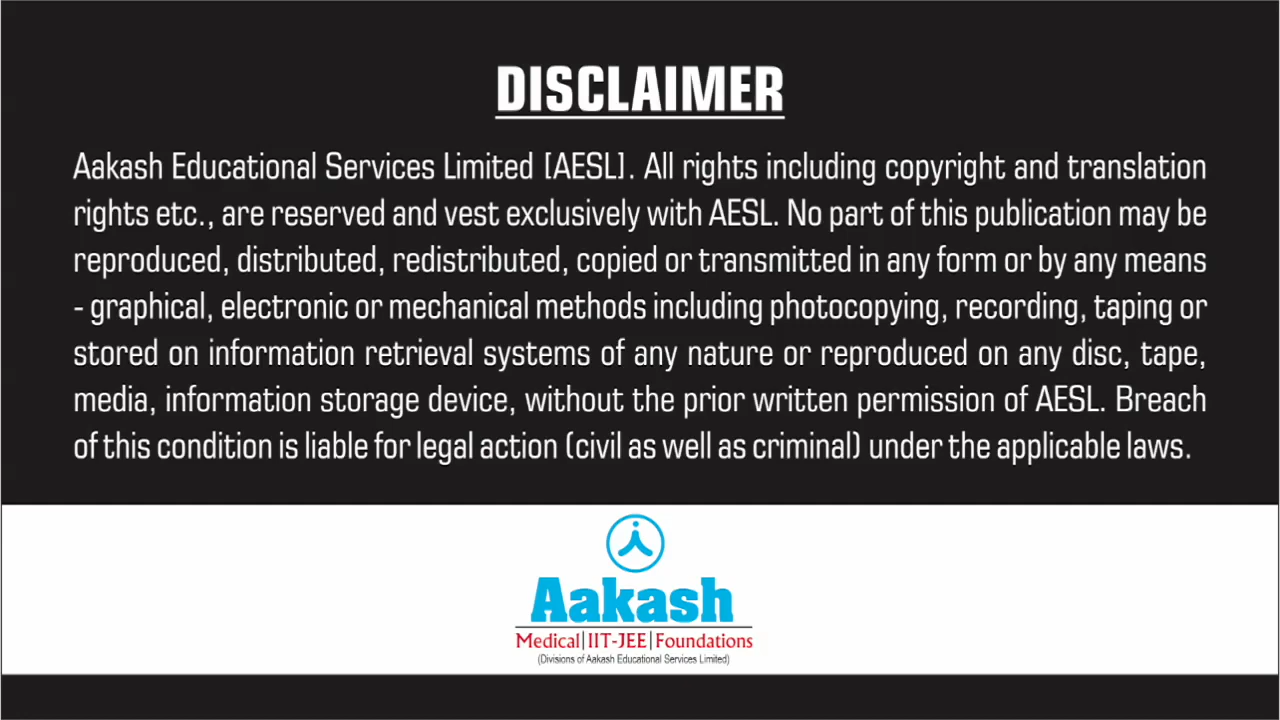 DISCLAIMER
Aakash Educational Services Limited [AESL]. All rights including copyright and translation
rights etc., are reserved and vest exclusively with AESL. No part of this publication may be
reproduced, distributed, redistributed, copied or transmitted in any form or by any means
- graphical, electronic or mechanical methods including photocopying, recording, taping or
stored on information retrieval systems of any nature or reproduced on any disc, tape,
media, information storage device, without the prior written permission of AESL. Breach
of this condition is liable for legal action (civil as well as criminal) under the applicable laws.
Aakash
Medical|IIT-JEE|Foundations
(Divisions of Aakash Educational Services Limited)